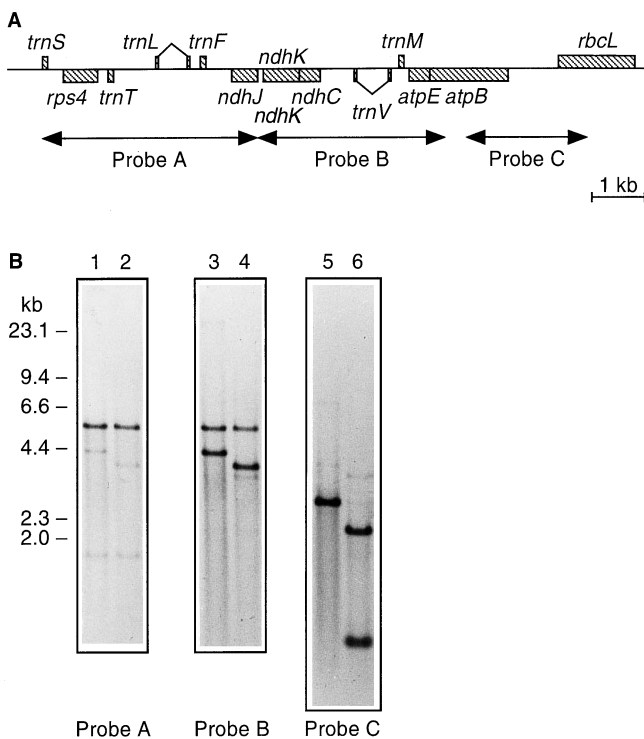 A
trnS trnL trnF ndhK trnM rbcL
rps4 trnT ndhJ ndhC atpE atpB
ndhK trnV
Probe A Probe B Probe C
1 kb
B
1 2 3 4 5 6
kb
23.1
9.4
6.6
4.4
2.3
2.0
Probe A Probe B Probe C